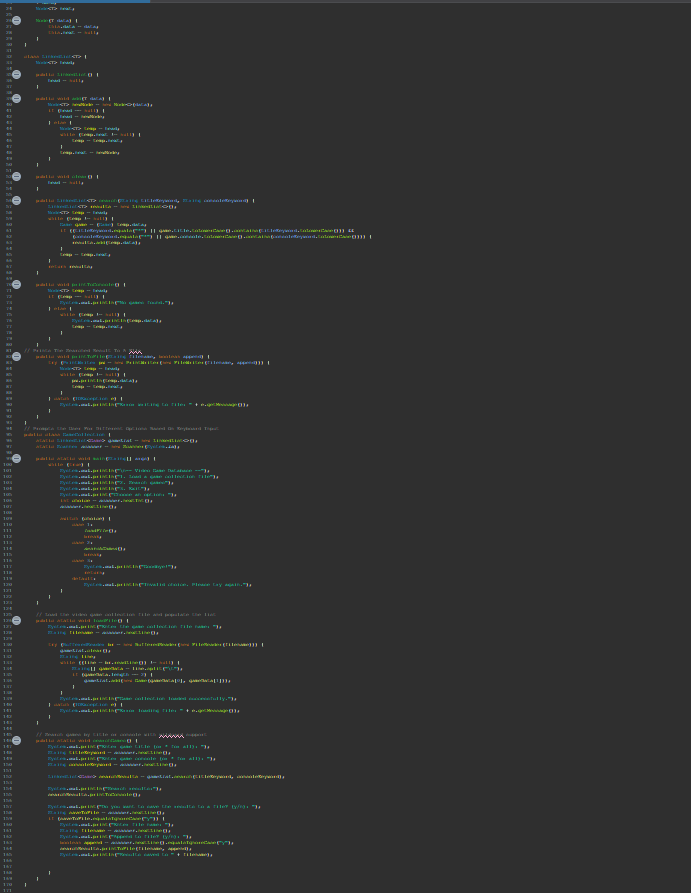 Node<T> next;
Node(T data) {
this.data = data;
this.next = null;
}
}
class LinkedList<T> {
Node<T> head;
public LinkedList() {
head = null;
}
public void add(T data) {
Node<T> newNode = new Node<>(data);
if (head == null) {
head = newNode;
} else {
Node<T> temp = head;
while (temp.next != null) {
temp = temp.next;
}
temp.next = newNode;
}
}
public void clear() {
head = null;
}
public LinkedList<T> search(String titleKeyword, String consoleKeyword) {
LinkedList<T> results = new LinkedList<>();
Node<T> temp = head;
while (temp != null) {
Game game = (Game) temp.data;
if ((titleKeyword.equals("*") || game.title.toLowerCase().contains(titleKeyword.toLowerCase())) &&
(consoleKeyword.equals("*") || game.console.toLowerCase().contains(consoleKeyword.toLowerCase()))) {
results.add(temp.data);
}
temp = temp.next;
}
return results;
}
public void printToConsole() {
Node<T> temp = head;
if (temp == null) {
System.out.println("No games found.");
} else {
while (temp != null) {
System.out.println(temp.data);
temp = temp.next;
}
}
}
// Prints The Searched Result To A
public void printToFile(String filename, boolean append) {
try (PrintWriter pw = new PrintWriter(new FileWriter(filename, append))) {
Node<T> temp = head;
while (temp != null) {
pw.println(temp.data);
temp = temp.next;
}
} catch (IOException e) {
System.out.println("Error writing to file: " + e.getMessage());
}
}
}
// Prompts the User For Different Options Based On Keyboard Input
public class GameCollection {
static LinkedList<Game> gameList = new LinkedList<>();
static Scanner scanner = new Scanner(System.in);
public static void main(String[] args) {
while (true) {
System.out.println("Video Game Database");
System.out.println("1. Load a game collection file");
System.out.println("2. Search games");
System.out.println("3. Exit");
System.out.print("Choose an option: ");
int choice = scanner.nextInt();
scanner.nextLine();
switch (choice) {
case 1:
loadFile();
break;
case 2:
searchGames();
break;
case 3:
System.out.println("Goodbye!");
return;
default:
System.out.println("Invalid choice. Please try again.");
}
}
}
// Load the video game collection file and populate the list
public static void loadFile() {
System.out.print("Enter the game collection file name: ");
String filename = scanner.nextLine();
try (BufferedReader br = new BufferedReader(new FileReader(filename))) {
gameList.clear();
String line;
while ((line = br.readLine()) != null) {
String[] gameData = line.split("\t");
if (gameData.length == 2) {
gameList.add(new Game(gameData[0], gameData[1]));
}
}
System.out.println("Game collection loaded successfully.");
} catch (IOException e) {
System.out.println("Error loading file: " + e.getMessage());
}
}
// Search games by title or console with support
public static void searchGames() {
System.out.print("Enter game title (or * for all): ");
String titleKeyword = scanner.nextLine();
System.out.print("Enter game console (or * for all): ");
String consoleKeyword = scanner.nextLine();
LinkedList<Game> searchResults = gameList.search(titleKeyword, consoleKeyword);
System.out.println("Search results:");
searchResults.printToConsole();
System.out.print("Do you want to save the results to a file? (y/n): ");
String saveToFile = scanner.nextLine();
if (saveToFile.equalsIgnoreCase("y")) {
System.out.print("Enter file name: ");
String filename = scanner.nextLine();
System.out.print("Append to file? (y/n): ");
boolean append = scanner.nextLine().equalsIgnoreCase("y");
searchResults.printToFile(filename, append);
System.out.println("Results saved to " + filename);
}
}
}